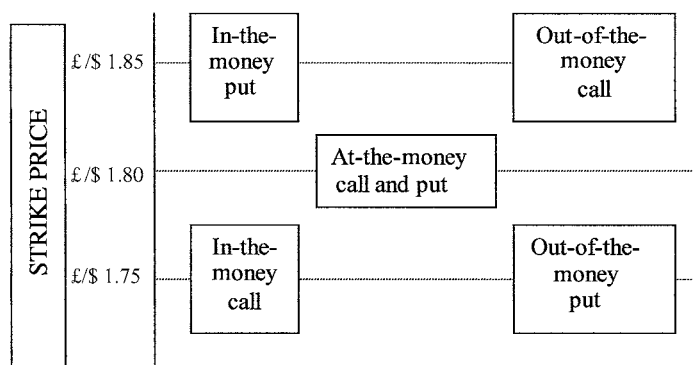 STRIKE PRICE
£/$ 1.85
In-the-
money
put
Out-of-the-
money
call
£/$ 1.80
At-the-money
call and put
£/$ 1.75
In-the-
money
call
Out-of-the-
money
put